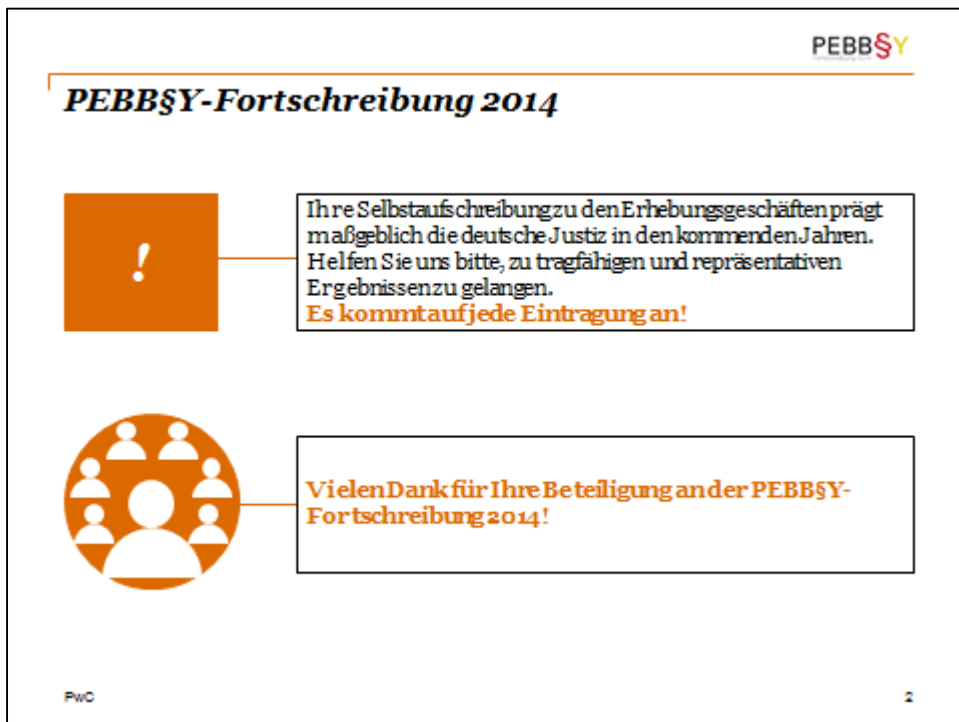 PEBB§Y
PEBB§Y-Fortschreibung 2014
!
Ihre Selbstaufschreibung zu den Erhebungsgeschäften prägt
maßgeblich die deutsche Justiz in den kommenden Jahren.
Helfen Sie uns bitte, zu tragfähigen und repräsentativen
Ergebnissen zu gelangen.
Es kommt auf jede Eintragung an!
Vielen Dank für Ihre Beteiligung an der PEBB§Y-
Fortschreibung 2014!
PwC
2